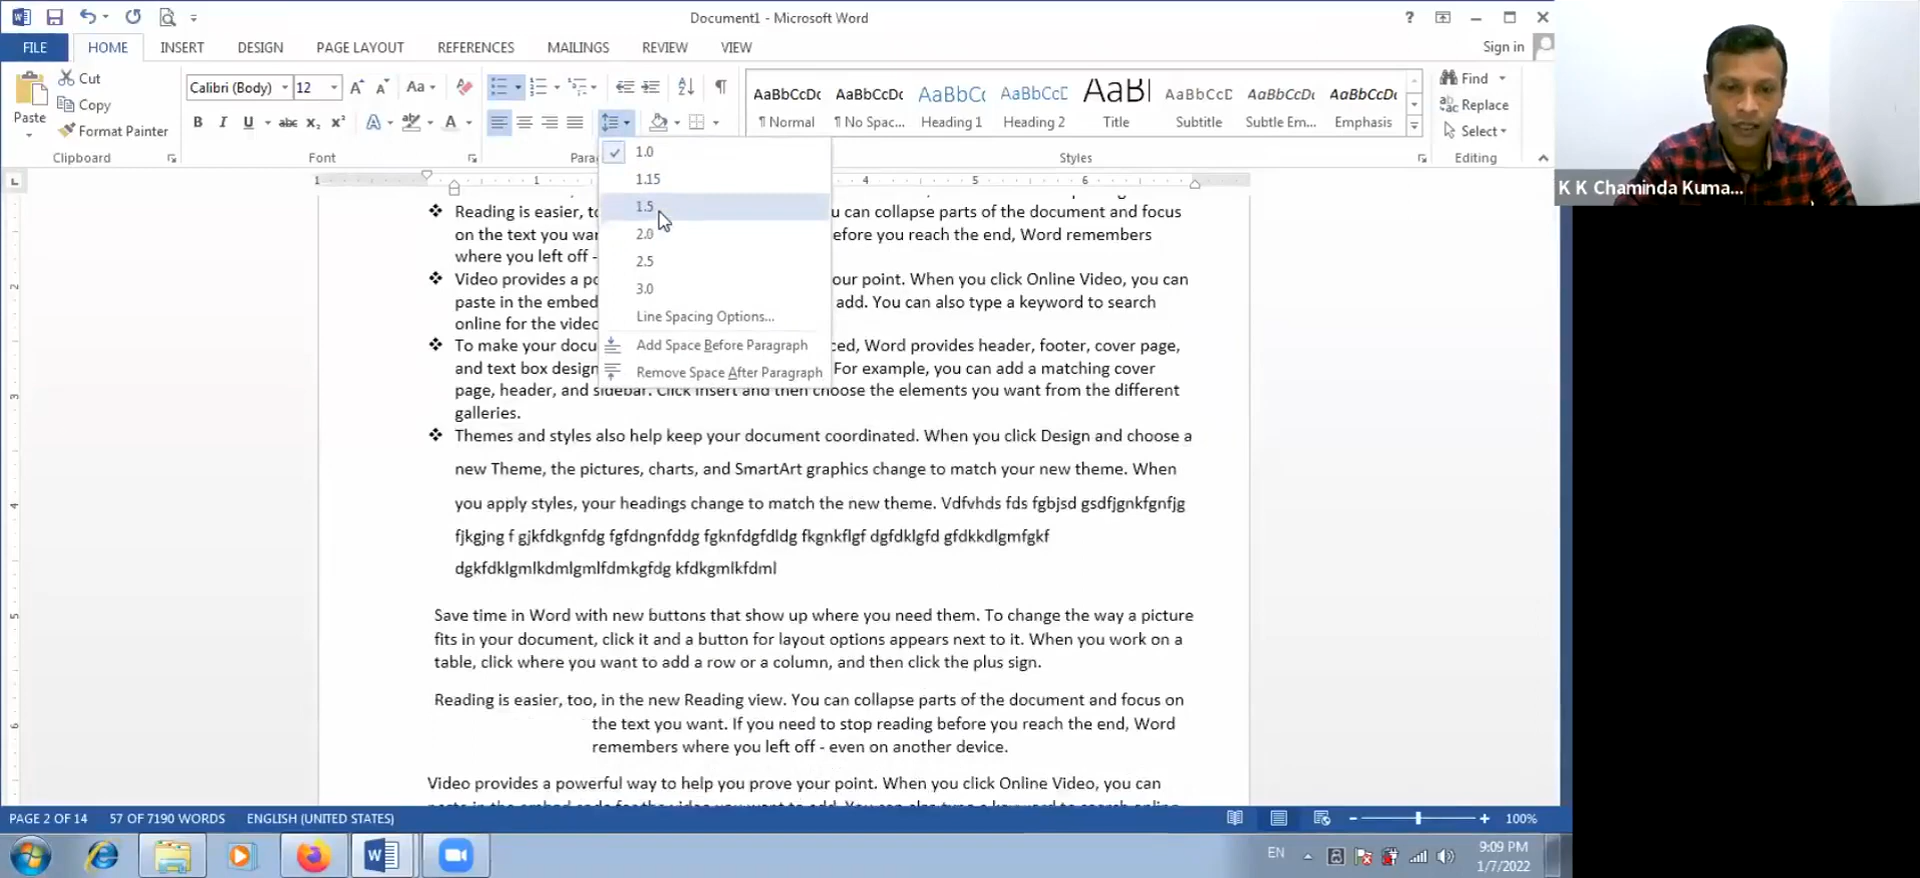 Document1 - Microsoft Word
FILE HOME INSERT DESIGN PAGE LAYOUT REFERENCES MAILINGS REVIEW VIEW
Sign in
Paste
Cut
Copy
Format Painter
Clipboard
Calibri (Body) 12
Font
AaBbCcDc AaBbCcDc AaBbCc AaBbCcD AaBl AaBbCcD AaBbCcDc AaBbCcDc
¶ Normal ¶ No Spac... Heading 1 Heading 2 Title Subtitle Subtle Em... Emphasis
Styles
Find
Replace
Select
Editing
1.0
1.15
1.5
2.0
2.5
3.0
Line Spacing Options...
Add Space Before Paragraph
Remove Space After Paragraph
Reading is easier, to u can collapse parts of the document and focus
on the text you wan efore you reach the end, Word remembers
where you left off -
Video provides a po our point. When you click Online Video, you can
paste in the embed add. You can also type a keyword to search
online for the video
To make your docu ced, Word provides header, footer, cover page,
and text box design For example, you can add a matching cover
page, header, and sidebar. Click Insert and then choose the elements you want from the different
galleries.
Themes and styles also help keep your document coordinated. When you click Design and choose a
new Theme, the pictures, charts, and SmartArt graphics change to match your new theme. When
you apply styles, your headings change to match the new theme. Vdfvhds fds fgbjsd gsdfjgnkfgnfjg
fjkgjng f gjkfdkgnfdg fgfdngnfddg fgknfdgfdldg fkgnkflgf dgfdklgfd gfdkkdlgmfgkf
dgkfdklgmlkdmlgmlfdmkgfdg kfdkgmlkfdml
Save time in Word with new buttons that show up where you need them. To change the way a picture
fits in your document, click it and a button for layout options appears next to it. When you work on a
table, click where you want to add a row or a column, and then click the plus sign.
Reading is easier, too, in the new Reading view. You can collapse parts of the document and focus on
the text you want. If you need to stop reading before you reach the end, Word
remembers where you left off - even on another device.
Video provides a powerful way to help you prove your point. When you click Online Video, you can
PAGE 2 OF 14 57 OF 7190 WORDS ENGLISH (UNITED STATES)
100%
EN
9:09 PM
1/7/2022
K K Chaminda Kuma...